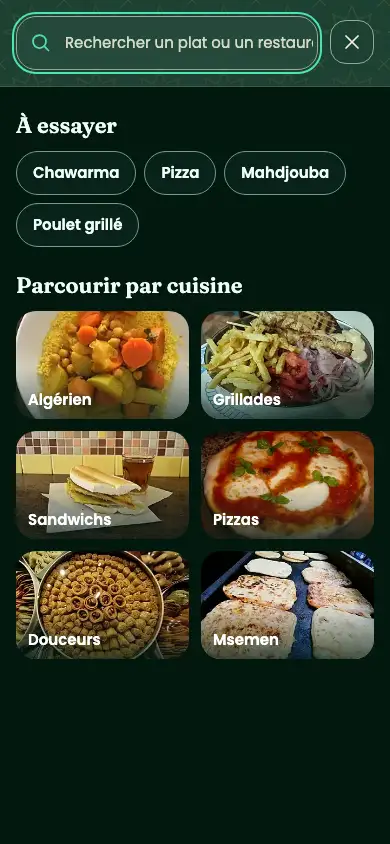 Rechercher un plat ou un restaur
À essayer
Chawarma
Pizza
Mahdjouba
Poulet grillé
Parcourir par cuisine
Algérien
Grillades
Sandwichs
Pizzas
Douceurs
Msemen